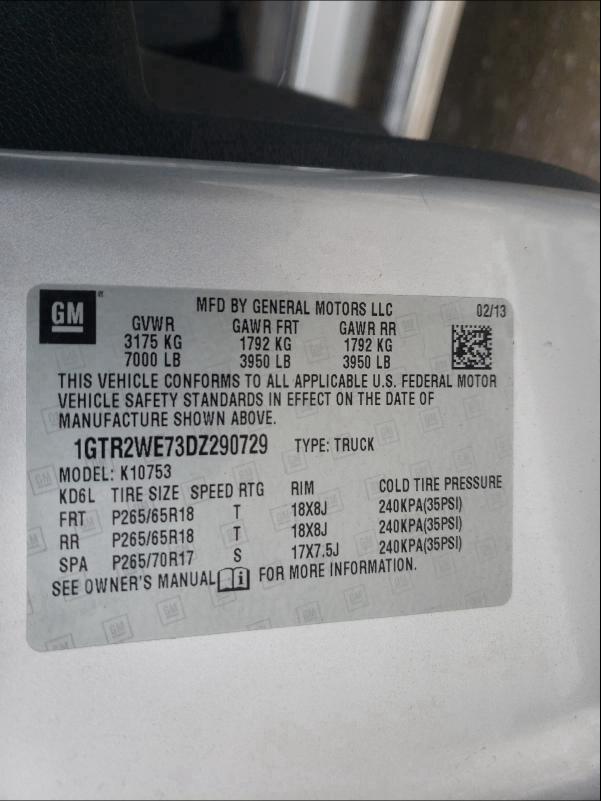 GM
MFD BY GENERAL MOTORS LLC 02/13
GVWR GAWR FRT GAWR RR
3175 KG 1792 KG 1792 KG
7000 LB 3950 LB 3950 LB
THIS VEHICLE CONFORMS TO ALL APPLICABLE U.S. FEDERAL MOTOR
VEHICLE SAFETY STANDARDS IN EFFECT ON THE DATE OF
MANUFACTURE SHOWN ABOVE.
1GTR2WE73DZ290729 TYPE: TRUCK
MODEL: K10753
KD6L TIRE SIZE SPEED RTG RIM COLD TIRE PRESSURE
FRT P265/65R18 T 18X8J 240KPA(35PSI)
RR P265/65R18 T 18X8J 240KPA(35PSI)
SPA P265/70R17 S 17X7.5J 240KPA(35PSI)
SEE OWNER'S MANUAL i FOR MORE INFORMATION.